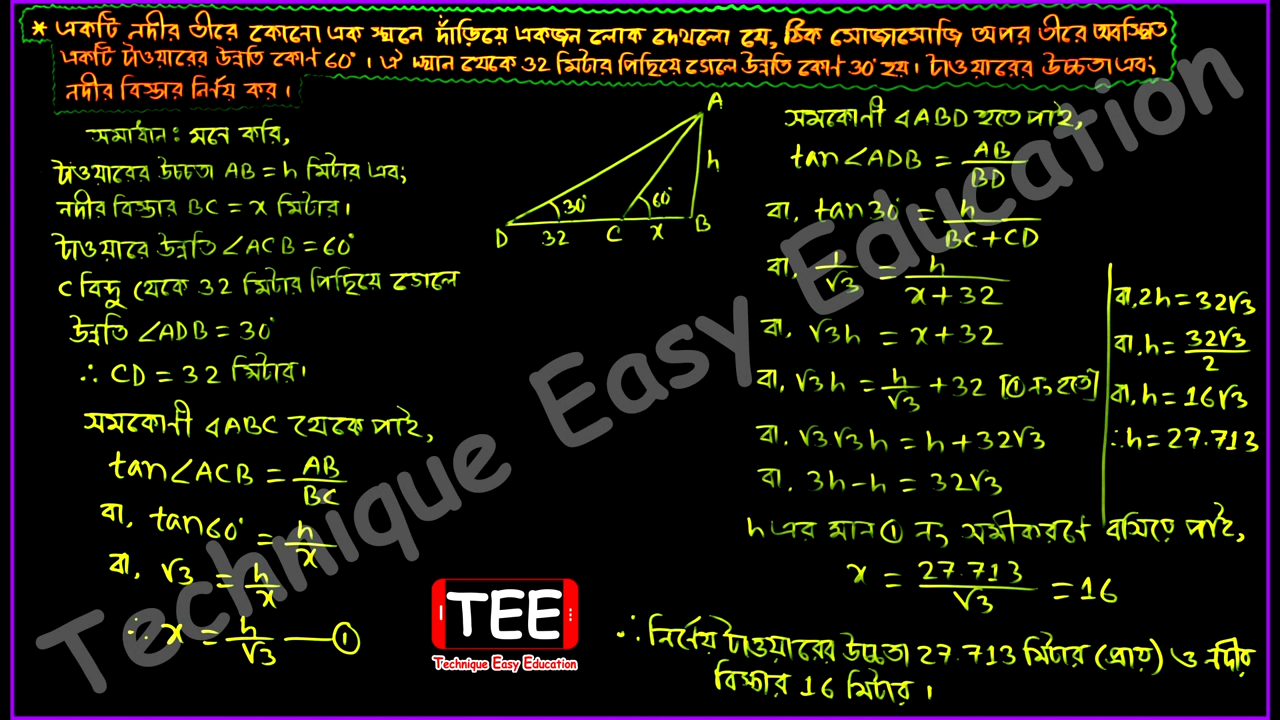 * একটি নদীর তীরে কোনো এক স্থানে দাঁড়িয়ে একজন লোক দেখলো যে, ঠিক সোজাসোজি অপর তীরে অবস্থিত
একটি টাওয়ারের উন্নতি কোণ 60° । ঐ স্থান থেকে 32 মিটার পিছিয়ে গেলে উন্নতি কোণ 30° হয়। টাওয়ারের উচ্চতা এবং
নদীর বিস্তার নির্ণয় কর।
সমাধান: মনে করি,
টাওয়ারের উচ্চতা AB = h মিটার এবং
নদীর বিস্তার BC = x মিটার।
টাওয়ারে উন্নতি ∠ACB = 60°
C বিন্দু থেকে 32 মিটার পিছিয়ে গেলে
উন্নতি ∠ADB = 30°
∴ CD = 32 মিটার।
সমকোণী ⊿ABC থেকে পাই,
tan∠ACB = AB/BC
বা, tan60° = h/x
বা, √3 = h/x
∴ x = h/√3 —— ①
A
h
30°
60°
D 32 C x B
সমকোণী ⊿ABD হতে পাই,
tan∠ADB = AB/BD
বা, tan30° = h/BC+CD
বা, 1/√3 = h/x+32
বা, √3h = x+32
বা, √3h = h/√3 + 32 [① নং হতে]
বা, √3√3h = h+32√3
বা, 3h-h = 32√3
বা, 2h = 32√3
বা, h = 32√3/2
বা, h = 16√3
∴ h = 27.713
h এর মান ① নং সমীকরণে বসিয়ে পাই,
x = 27.713/√3 = 16
∴ নির্ণেয় টাওয়ারের উচ্চতা 27.713 মিটার (প্রায়) ও নদীর
বিস্তার 16 মিটার।
TEE
Technique Easy Education
Technique Easy Education